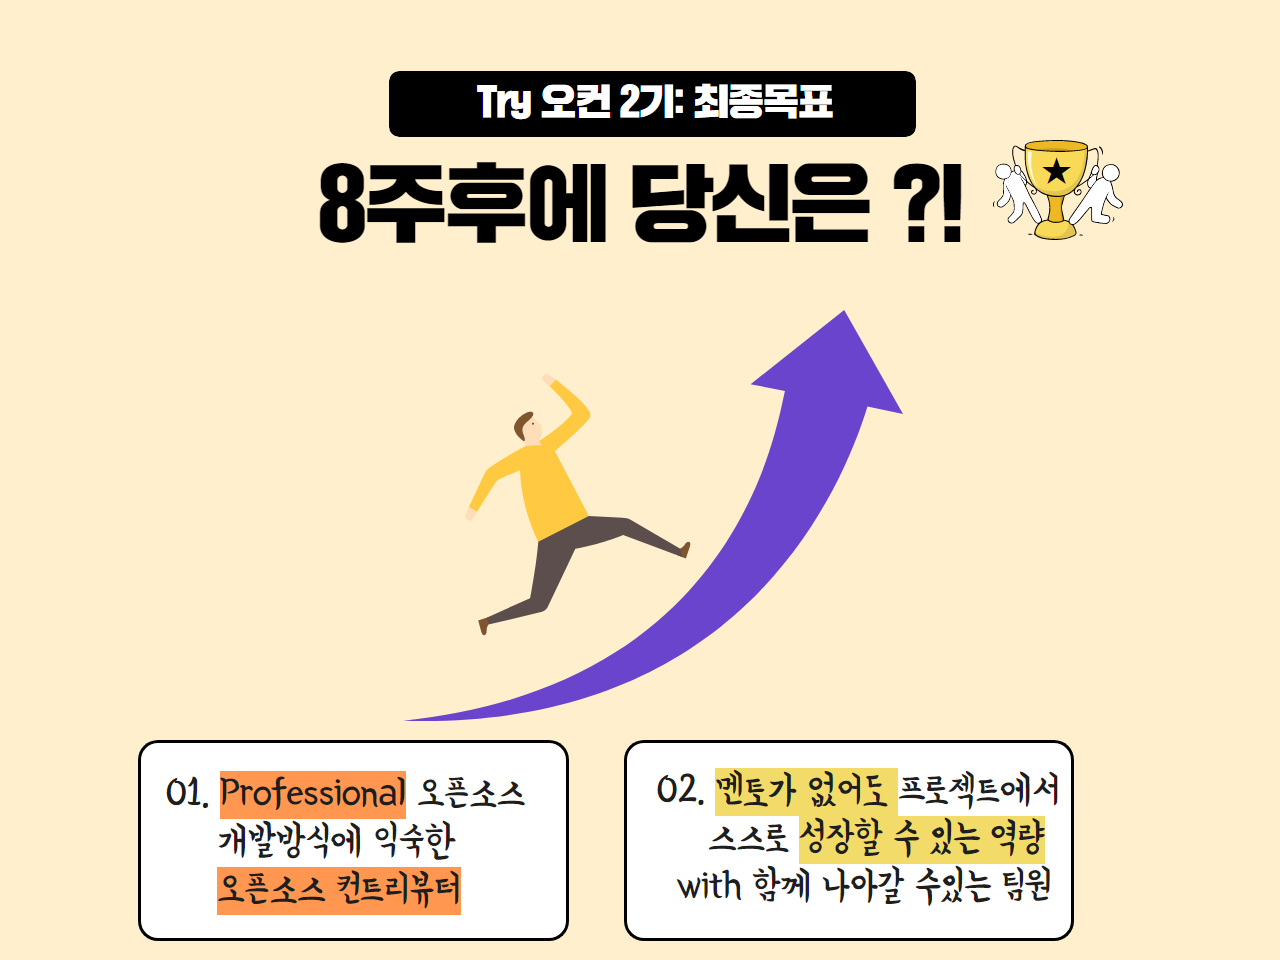 Try 오컨 2기: 최종목표
8주후에 당신은 ?!
01. Professional 오픈소스
개발방식에 익숙한
오픈소스 컨트리뷰터
02. 멘토가 없어도 프로젝트에서
스스로 성장할 수 있는 역량
with 함께 나아갈 수있는 팀원